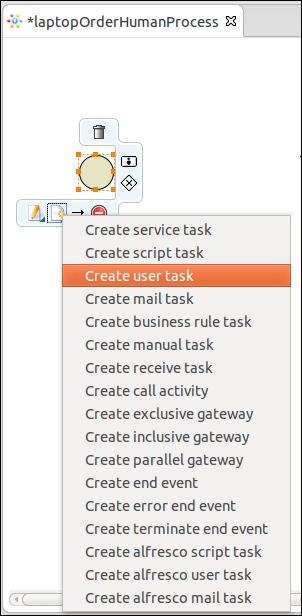 *laptopOrderHumanProcess
Create service task
Create script task
Create user task
Create mail task
Create business rule task
Create manual task
Create receive task
Create call activity
Create exclusive gateway
Create inclusive gateway
Create parallel gateway
Create end event
Create error end event
Create terminate end event
Create alfresco script task
Create alfresco user task
Create alfresco mail task